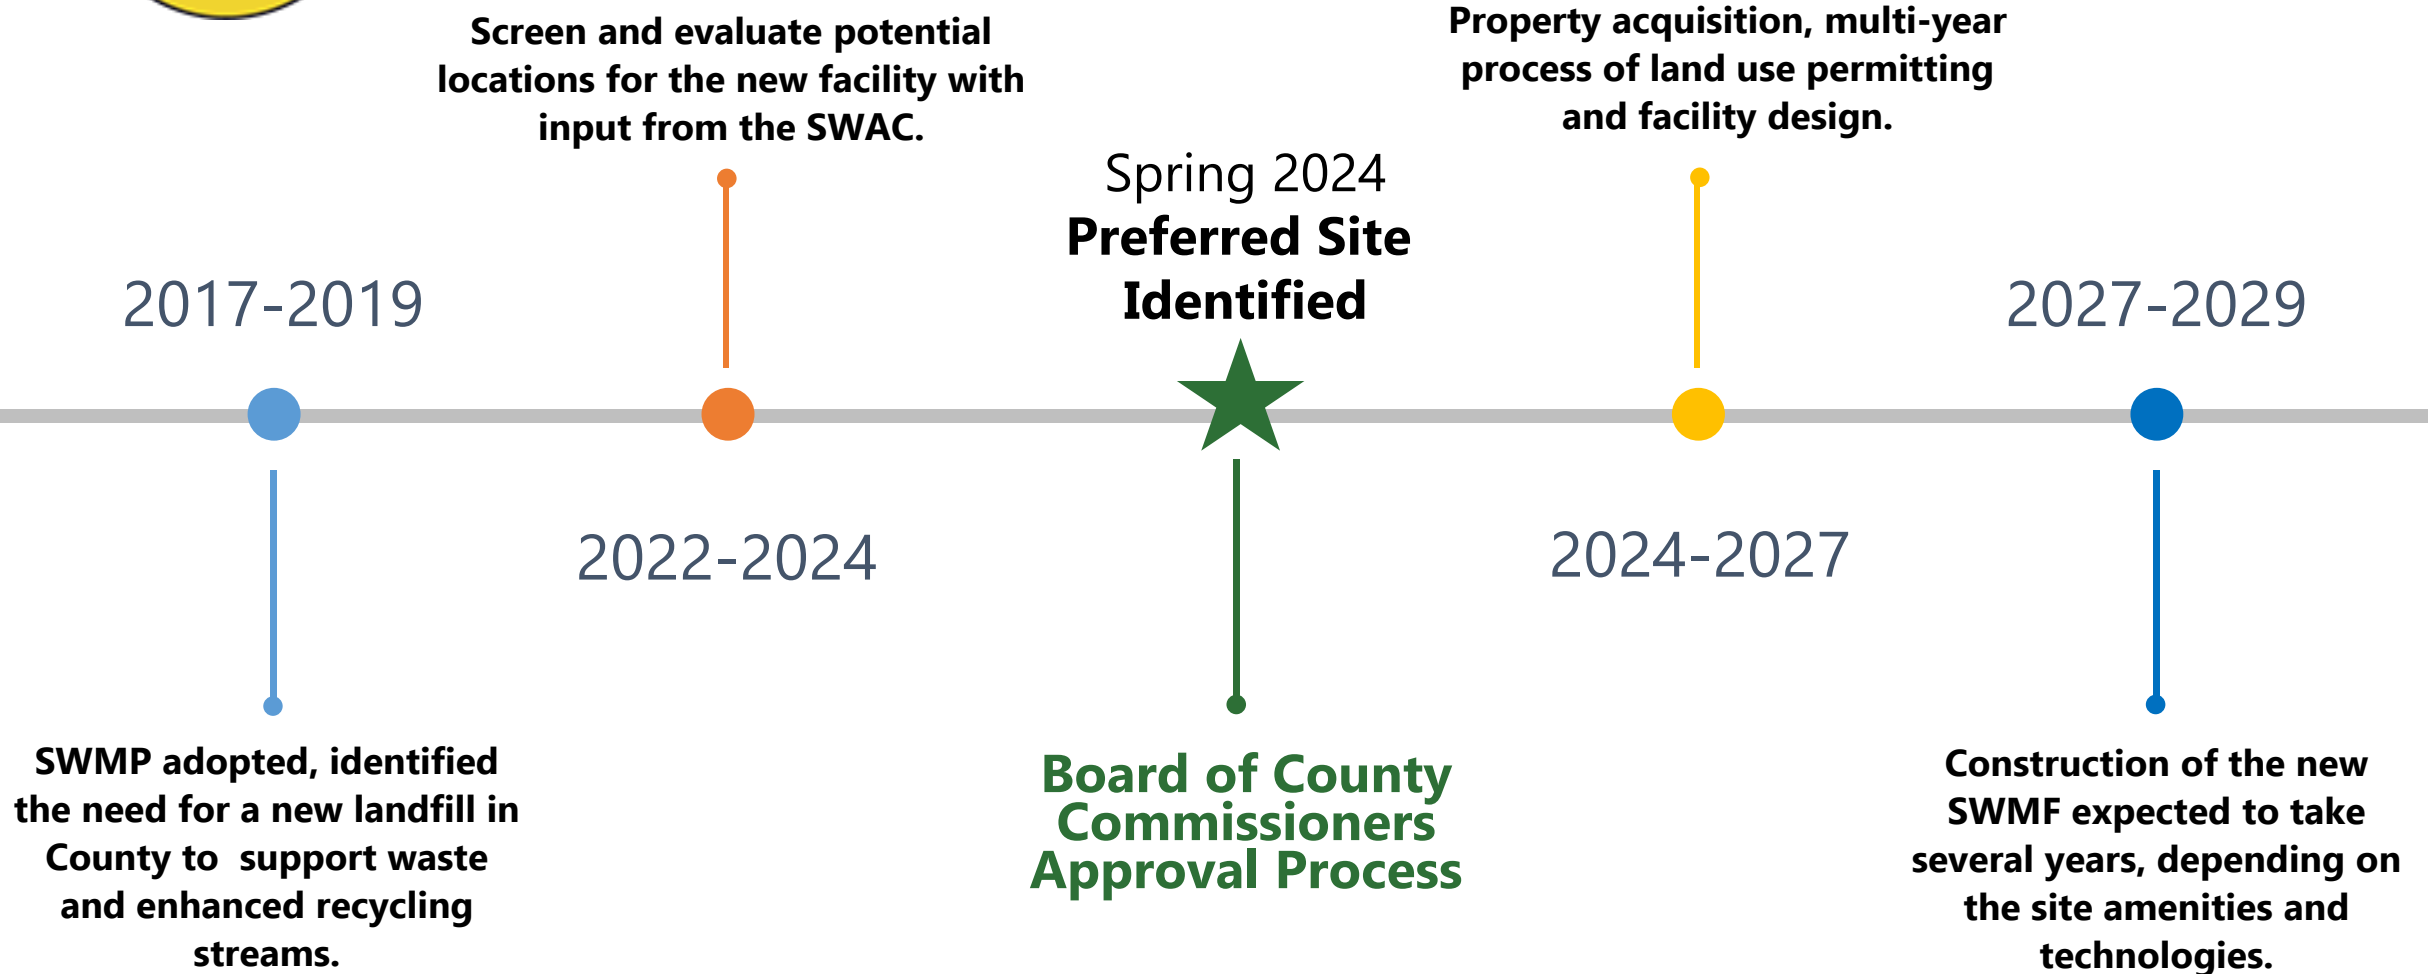 Screen and evaluate potential
locations for the new facility with
input from the SWAC.
Property acquisition, multi-year
process of land use permitting
and facility design.
Spring 2024
Preferred Site
Identified
2017-2019
2027-2029
2022-2024
2024-2027
SWMP adopted, identified
the need for a new landfill in
County to  support waste
and enhanced recycling
streams.
Board of County
Commissioners
Approval Process
Construction of the new
SWMF expected to take
several years, depending on
the site amenities and
technologies.